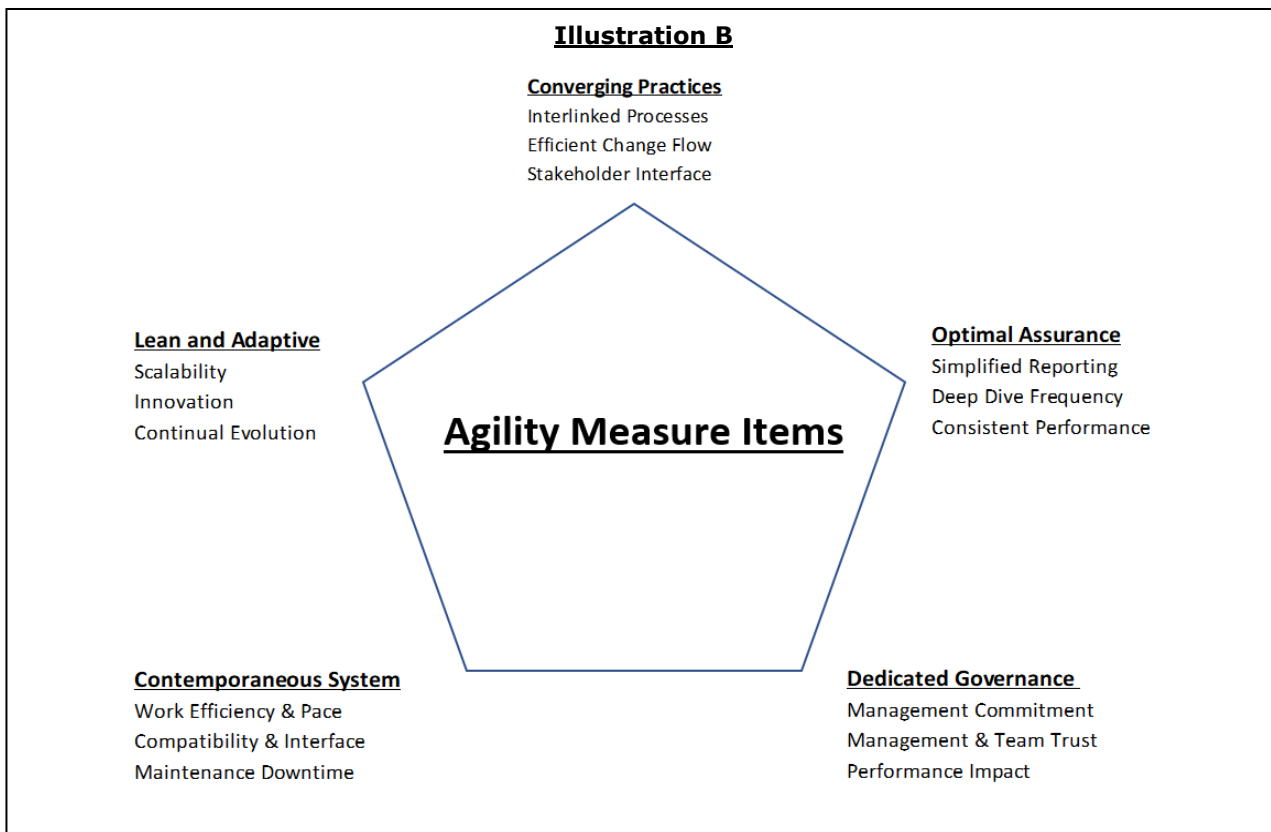 Illustration B
Converging Practices
Interlinked Processes
Efficient Change Flow
Stakeholder Interface
Lean and Adaptive
Scalability
Innovation
Continual Evolution
Optimal Assurance
Simplified Reporting
Deep Dive Frequency
Consistent Performance
Agility Measure Items
Contemporaneous System
Work Efficiency & Pace
Compatibility & Interface
Maintenance Downtime
Dedicated Governance
Management Commitment
Management & Team Trust
Performance Impact